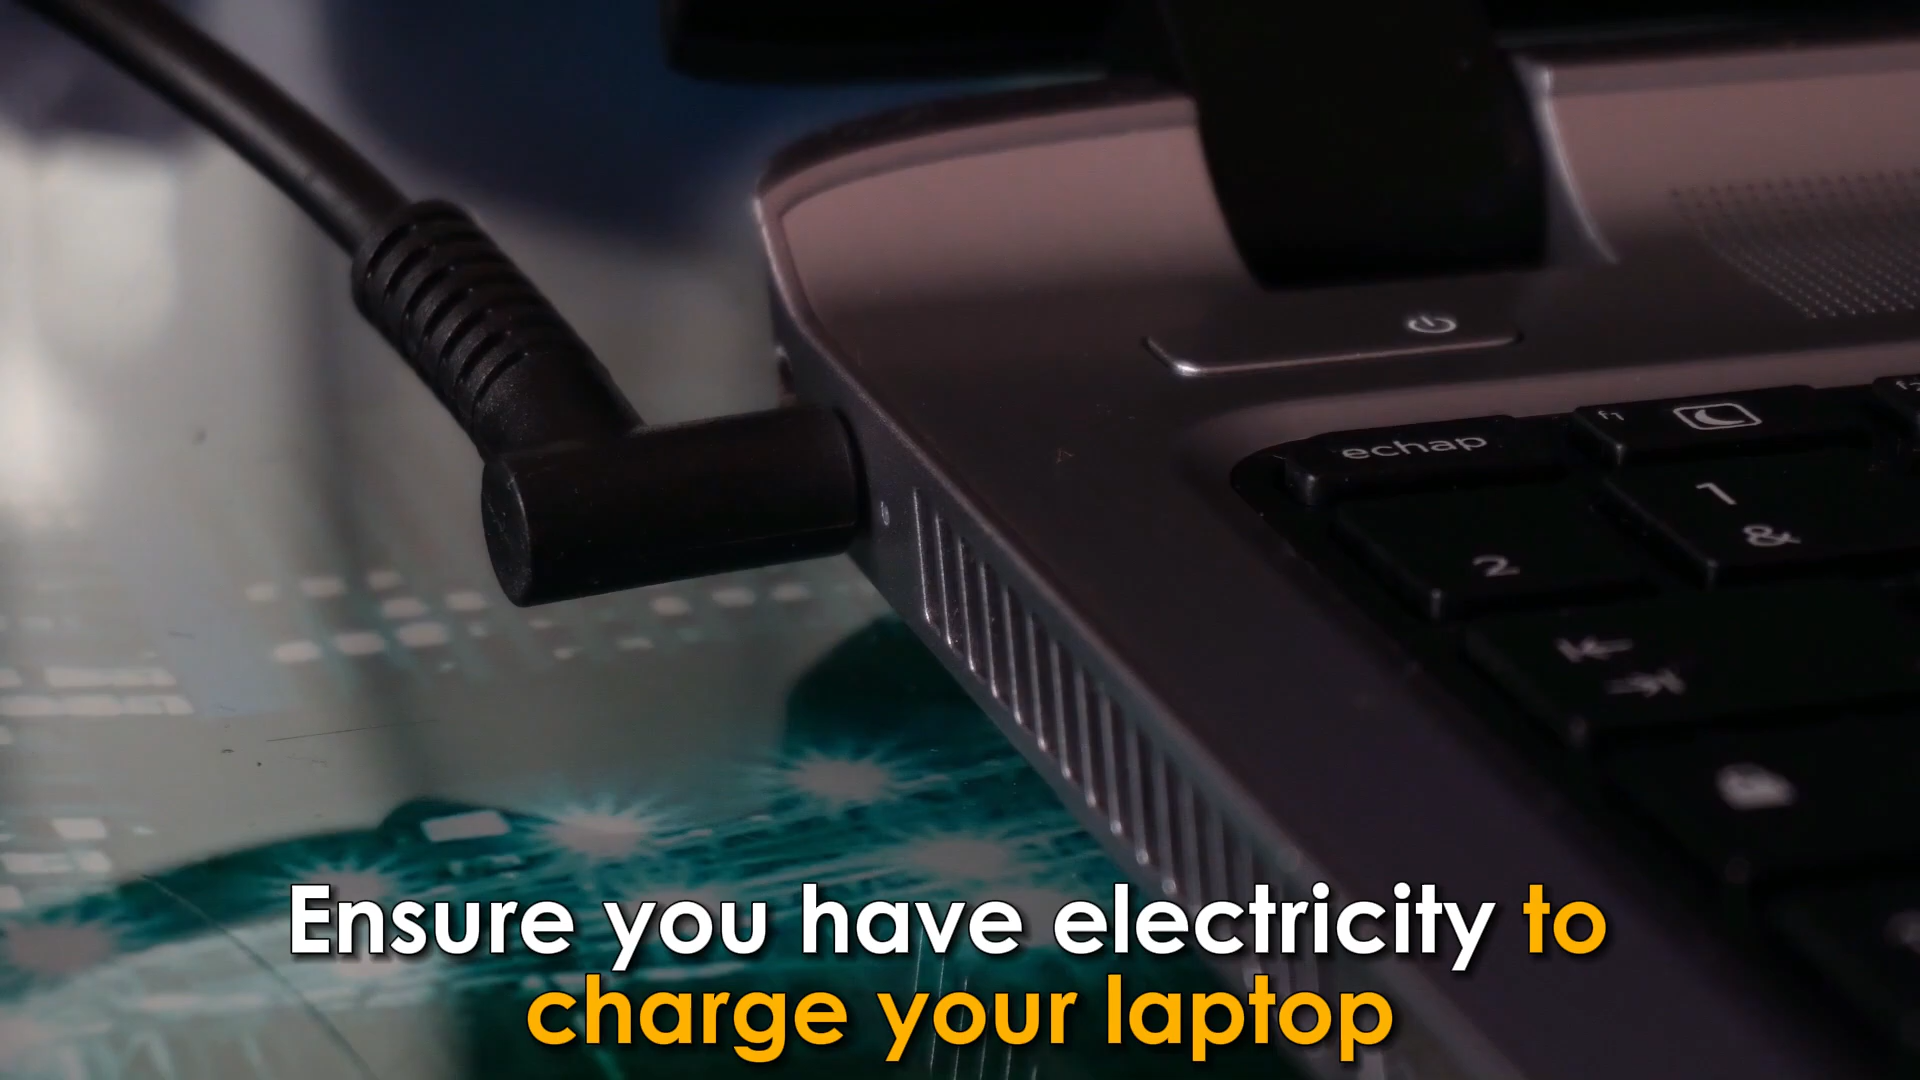 echap
f1
1
&
2
Ensure you have electricity to
charge your laptop